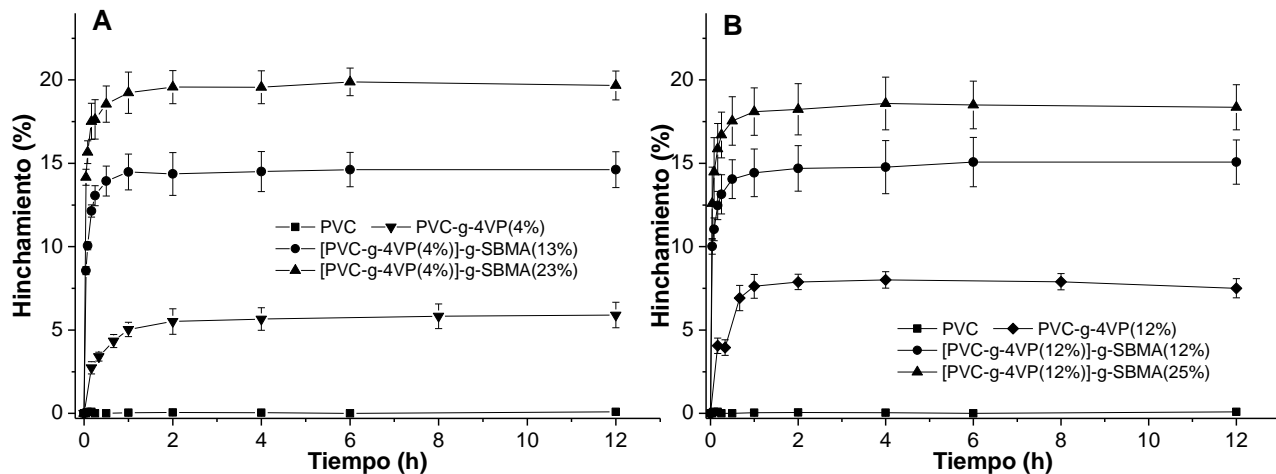 A
Hinchamiento (%)
20
15
10
5
0
PVC PVC-g-4VP(4%)
[PVC-g-4VP(4%)]-g-SBMA(13%)
[PVC-g-4VP(4%)]-g-SBMA(23%)
0 2 4 6 8 10 12
Tiempo (h)
B
Hinchamiento (%)
20
15
10
5
0
PVC PVC-g-4VP(12%)
[PVC-g-4VP(12%)]-g-SBMA(12%)
[PVC-g-4VP(12%)]-g-SBMA(25%)
0 2 4 6 8 10 12
Tiempo (h)